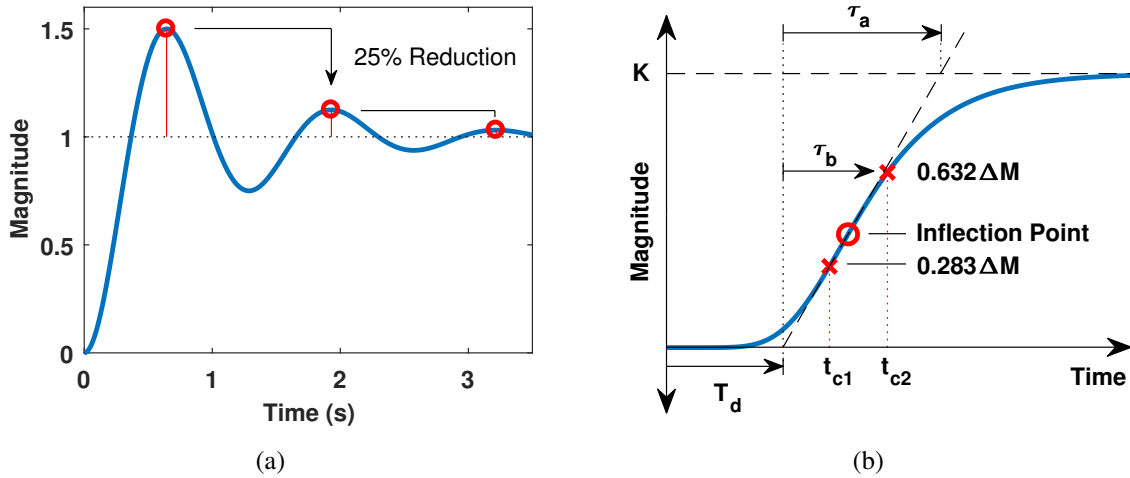 1.5
1
0.5
0
Magnitude
25% Reduction
0 1 2 3
Time (s)
(a)
τa
K
τb
0.632ΔM
Inflection Point
0.283ΔM
Magnitude
tc1 tc2
Time
Td
(b)